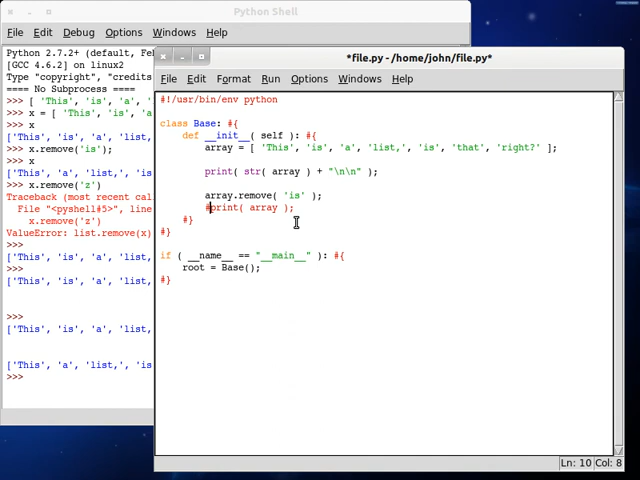 Python Shell
File Edit Debug Options Windows Help
Python 2.7.2+ (default, Fe
[GCC 4.6.2] on linux2
Type "copyright", "credits
==== No Subprocess ====
>>> [ 'This', 'is', 'a', '
>>> x = [ 'This', 'is', 'a
>>> x
['This', 'is', 'a', 'list,
>>> x.remove('is');
>>> x
['This', 'a', 'list,', 'is
>>> x.remove('z')
Traceback (most recent cal
File "<pyshell#5>", line
x.remove('z')
ValueError: list.remove(x)
>>>
['This', 'is', 'a', 'list,
>>>
['This', 'is', 'a', 'list,
>>>
['This', 'is', 'a', 'list,
['This', 'a', 'list,', 'is
>>>
*file.py - /home/john/file.py*
File Edit Format Run Options Windows Help
#!/usr/bin/env python
class Base: #{
def __init__( self ): #{
array = [ 'This', 'is', 'a', 'list,', 'is', 'that', 'right?' ];
print( str( array ) + "\n\n" );
array.remove( 'is' );
#print( array );
#}
#}
if ( __name__ == "__main__" ): #{
root = Base();
#}
Ln: 10 Col: 8